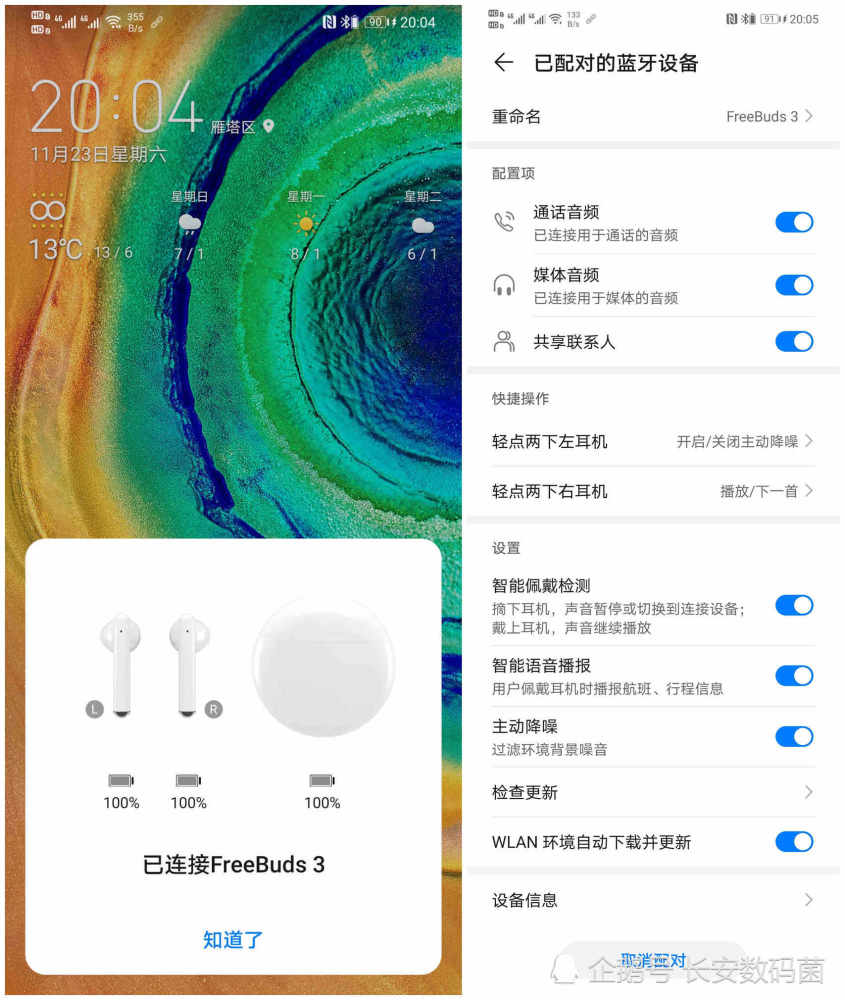 HD 1 4G 4G 355 B/s 90 20:04
HD 2
20:04 雁塔区
11月23日星期六
星期日 星期一 星期二
13℃ 13 / 6 7 / 1 8 / 1 6 / 1
L R
100% 100% 100%
已连接FreeBuds 3
知道了
HD 1 4G 4G 133 B/s 91 20:05
HD 2
已配对的蓝牙设备
重命名 FreeBuds 3
配置项
通话音频
已连接用于通话的音频
媒体音频
已连接用于媒体的音频
共享联系人
快捷操作
轻点两下左耳机 开启/关闭主动降噪
轻点两下右耳机 播放/下一首
设置
智能佩戴检测
摘下耳机，声音暂停或切换到连接设备；
戴上耳机，声音继续播放
智能语音播报
用户佩戴耳机时播报航班、行程信息
主动降噪
过滤环境背景噪音
检查更新
WLAN 环境自动下载并更新
设备信息
取消配对
企鹅号 长安数码菌